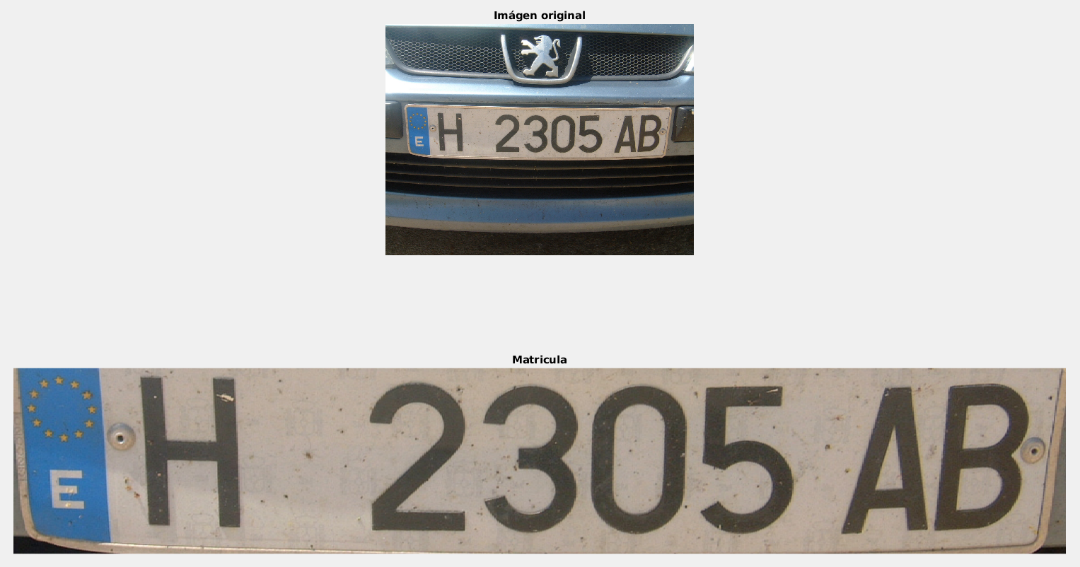 Imágen original
E H 2305 AB
Matricula
E H 2305 AB